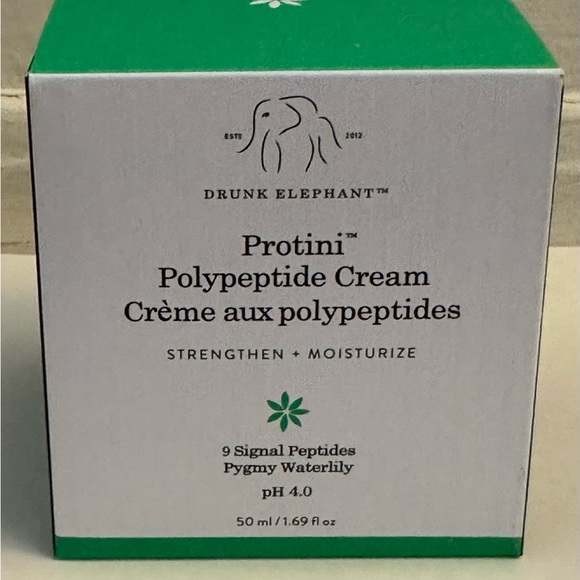 ESTD 2012
DRUNK ELEPHANT™
Protini™
Polypeptide Cream
Crème aux polypeptides
STRENGTHEN + MOISTURIZE
9 Signal Peptides
Pygmy Waterlily
pH 4.0
50 ml / 1.69 fl oz